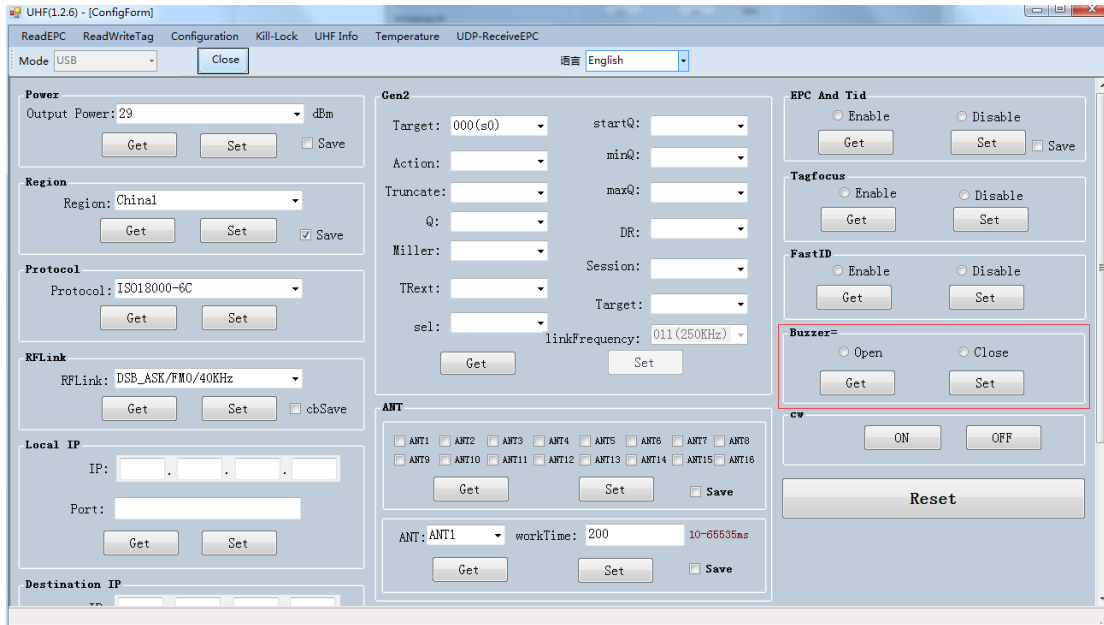 UHF(1.2.6) - [ConfigForm]
ReadEPC ReadWriteTag Configuration Kill-Lock UHF Info Temperature UDP-ReceiveEPC
Mode USB Close 语言 English
Power
Output Power: 29 dBm
Get Set Save
Region
Region: China1
Get Set Save
Protocol
Protocol: ISO18000-6C
Get Set
RFLink
RFLink: DSB_ASK/FM0/40KHz
Get Set cbSave
Local IP
IP: . . .
Port:
Get Set
Destination IP
Gen2
Target: 000(s0) startQ:
Action: minQ:
Truncate: maxQ:
Q: DR:
Miller: Session:
TRext: Target:
sel: linkFrequency: 011(250KHz)
Get Set
ANT
ANT1 ANT2 ANT3 ANT4 ANT5 ANT6 ANT7 ANT8
ANT9 ANT10 ANT11 ANT12 ANT13 ANT14 ANT15 ANT16
Get Set Save
ANT: ANT1 workTime: 200 10-65535ms
Get Set Save
EPC And Tid
Enable Disable
Get Set Save
Tagfocus
Enable Disable
Get Set
FastID
Enable Disable
Get Set
Buzzer=
Open Close
Get Set
cw
ON OFF
Reset